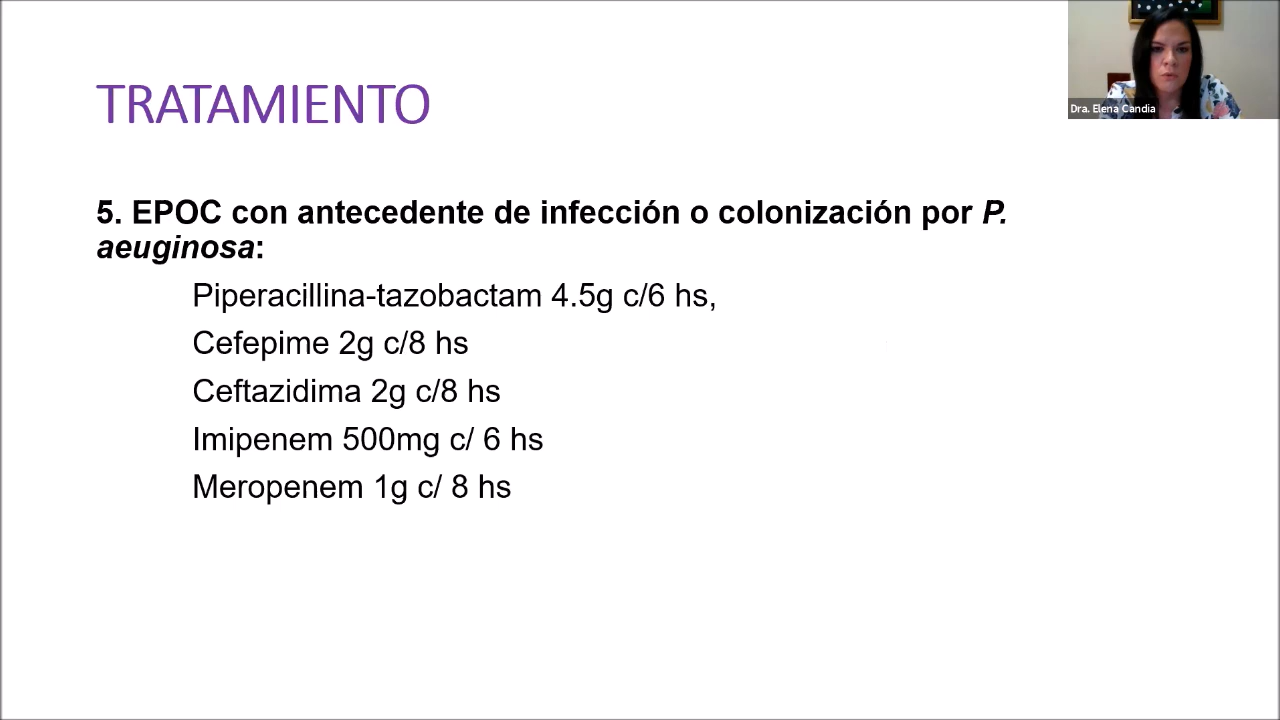 TRATAMIENTO
Dra. Elena Candia
5. EPOC con antecedente de infección o colonización por P.
aeuginosa:
Piperacillina-tazobactam 4.5g c/6 hs,
Cefepime 2g c/8 hs
Ceftazidima 2g c/8 hs
Imipenem 500mg c/ 6 hs
Meropenem 1g c/ 8 hs